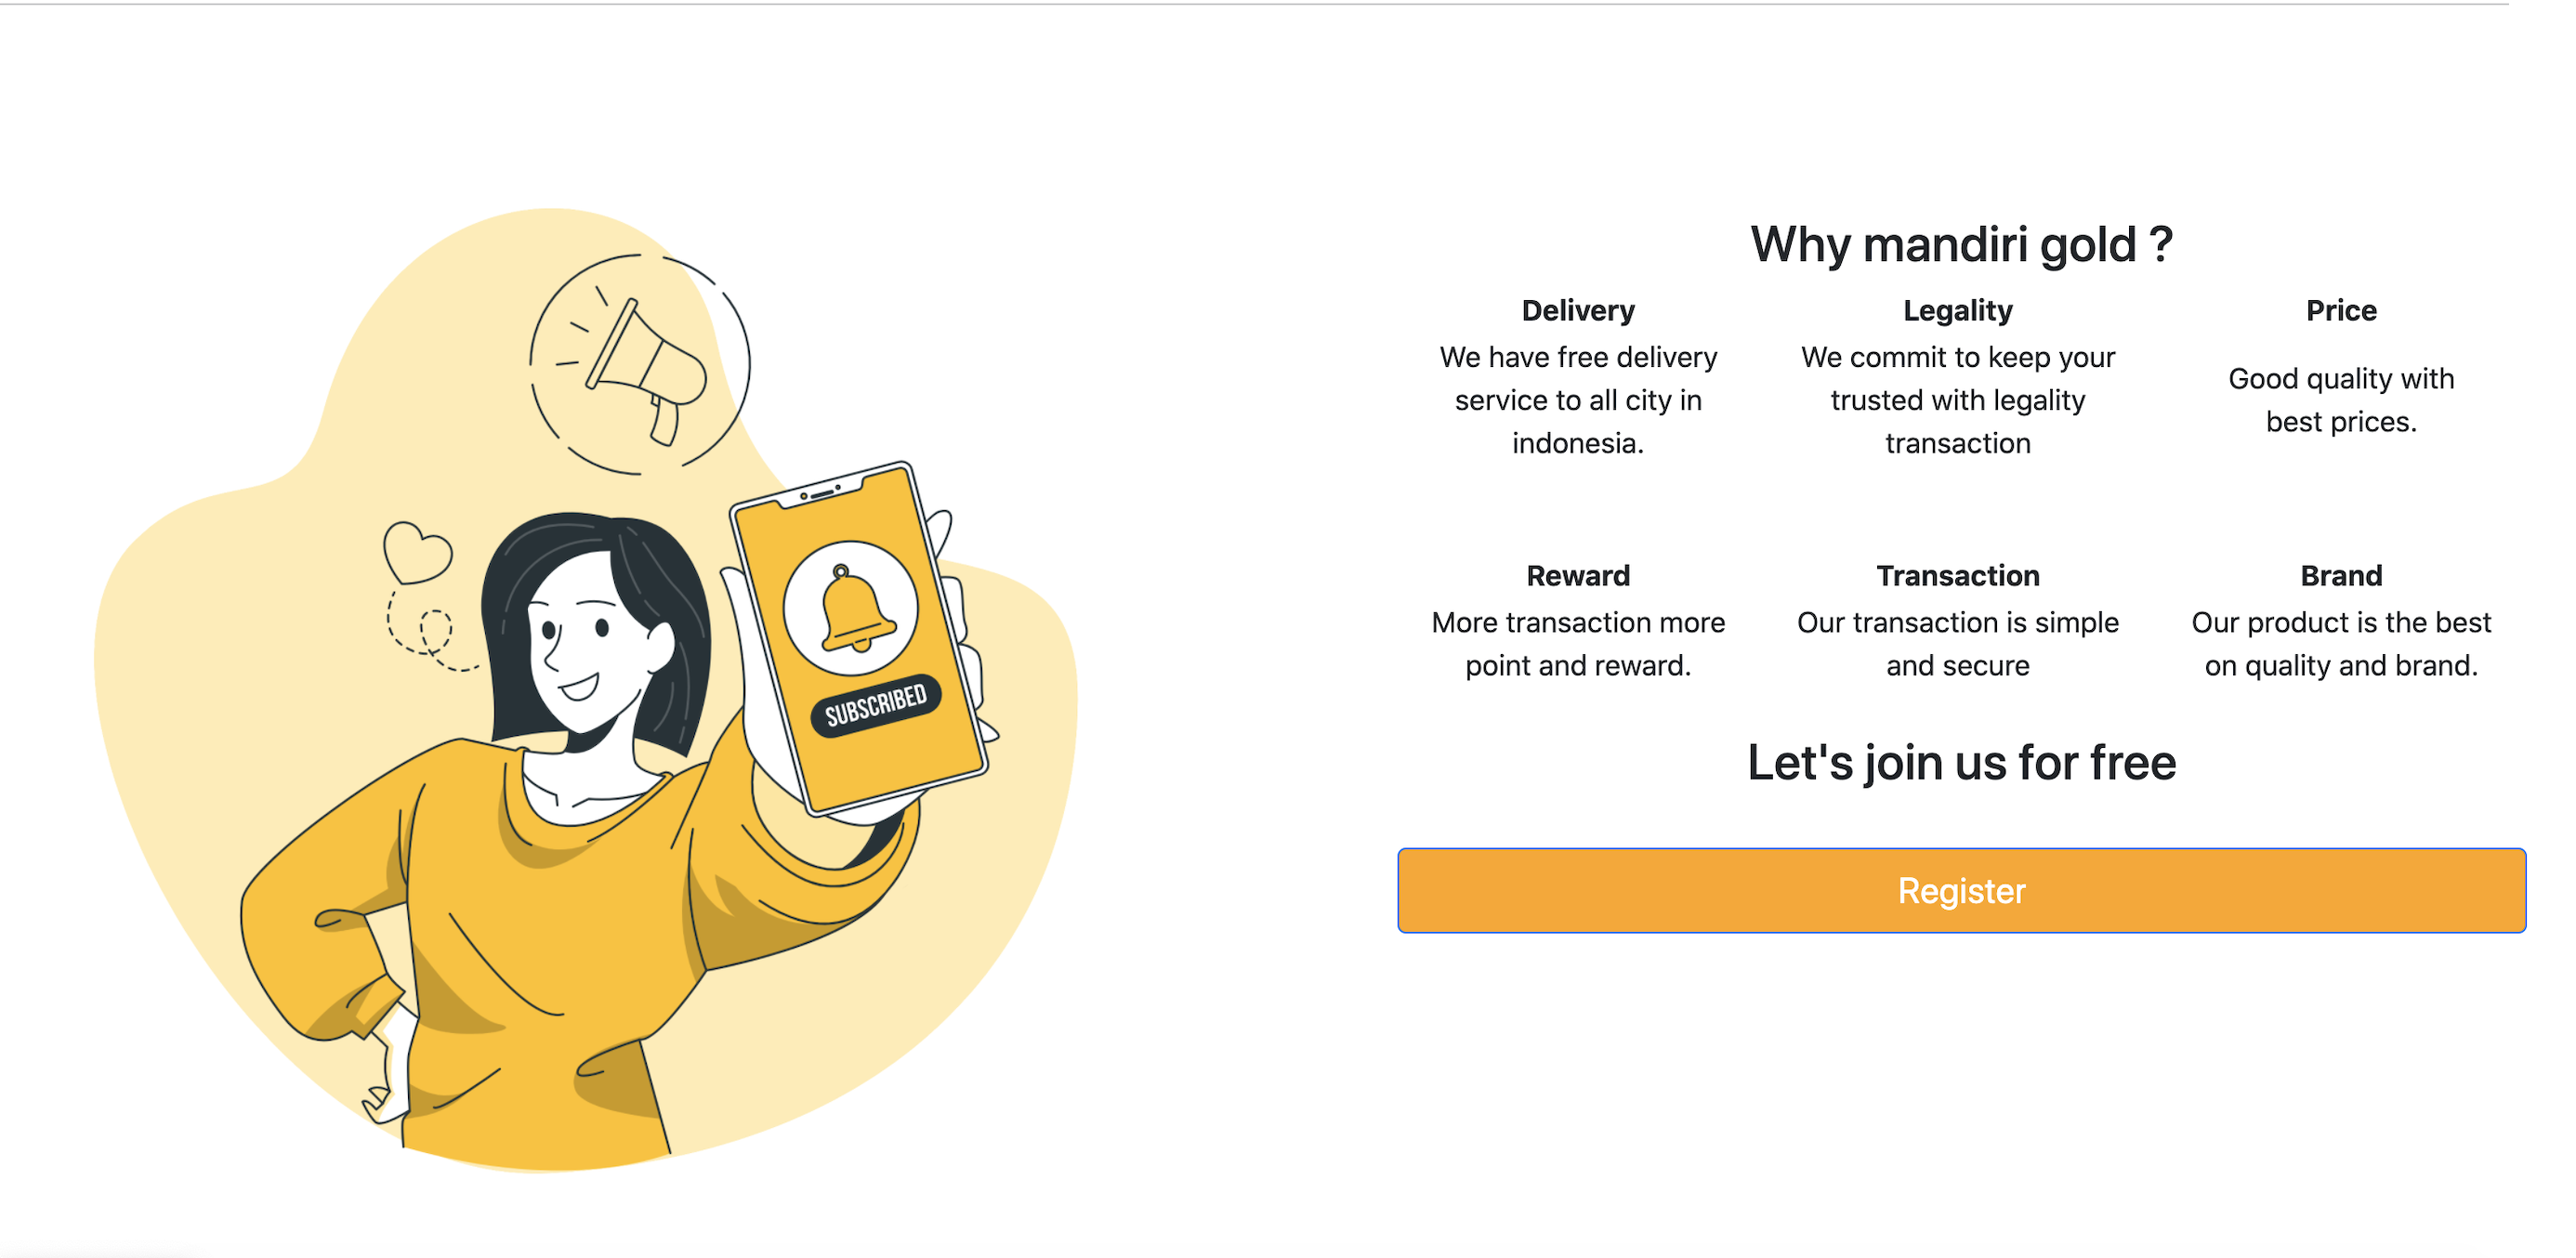 SUBSCRIBED
Why mandiri gold ?
Delivery
We have free delivery
service to all city in
indonesia.
Legality
We commit to keep your
trusted with legality
transaction
Price
Good quality with
best prices.
Reward
More transaction more
point and reward.
Transaction
Our transaction is simple
and secure
Brand
Our product is the best
on quality and brand.
Let's join us for free
Register